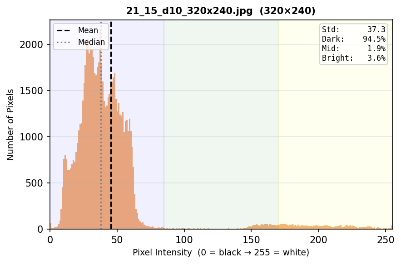 21_15_d10_320x240.jpg  (320×240)
Mean
Median
Std: 37.3
Dark: 94.5%
Mid: 1.9%
Bright: 3.6%
Number of Pixels
2000
1500
1000
500
0
0 50 100 150 200 250
Pixel Intensity  (0 = black → 255 = white)